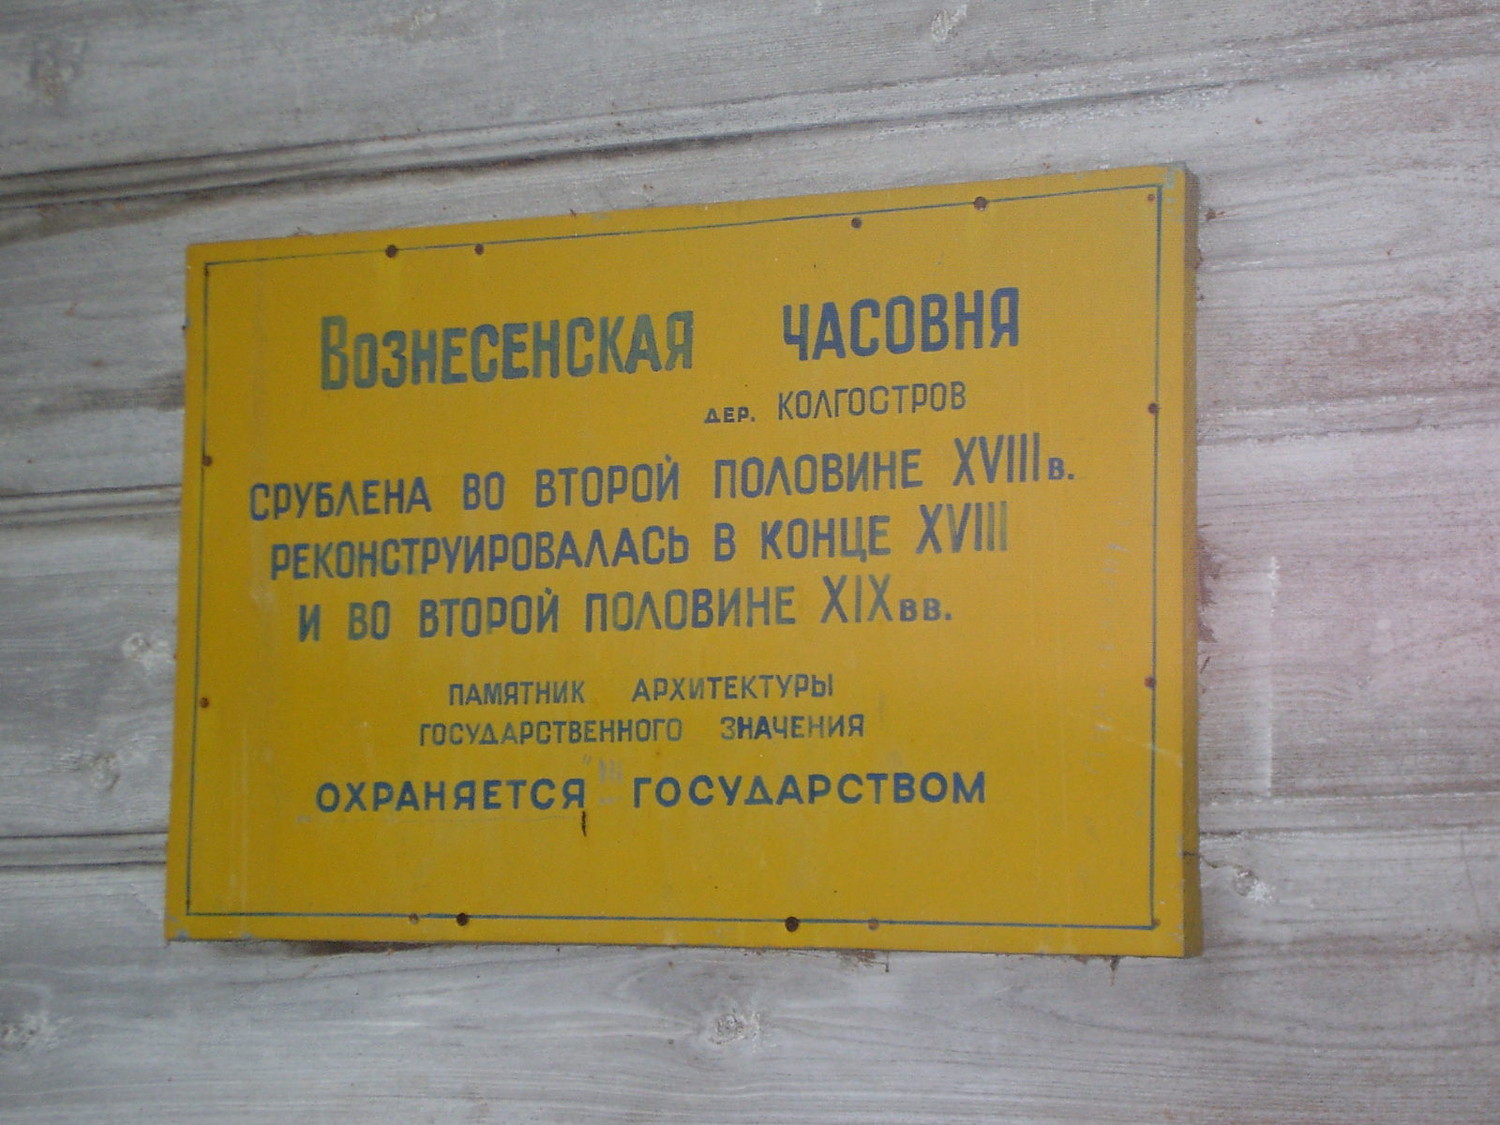 Вознесенская часовня
дер. Колгостров
срублена во второй половине XVIII в.
реконструировалась в конце XVIII
и во второй половине XIX вв.
памятник архитектуры
государственного значения
охраняется государством